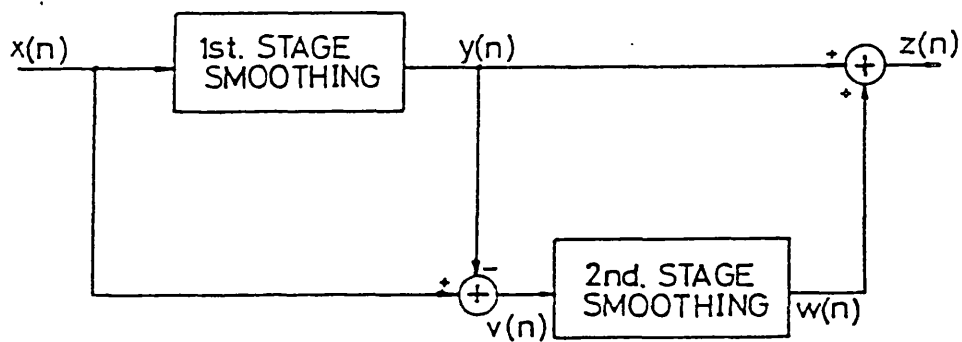 x(n)
1st. STAGE
SMOOTHING
y(n)
+
+
z(n)
+
-
+
+
v(n)
2nd. STAGE
SMOOTHING
w(n)